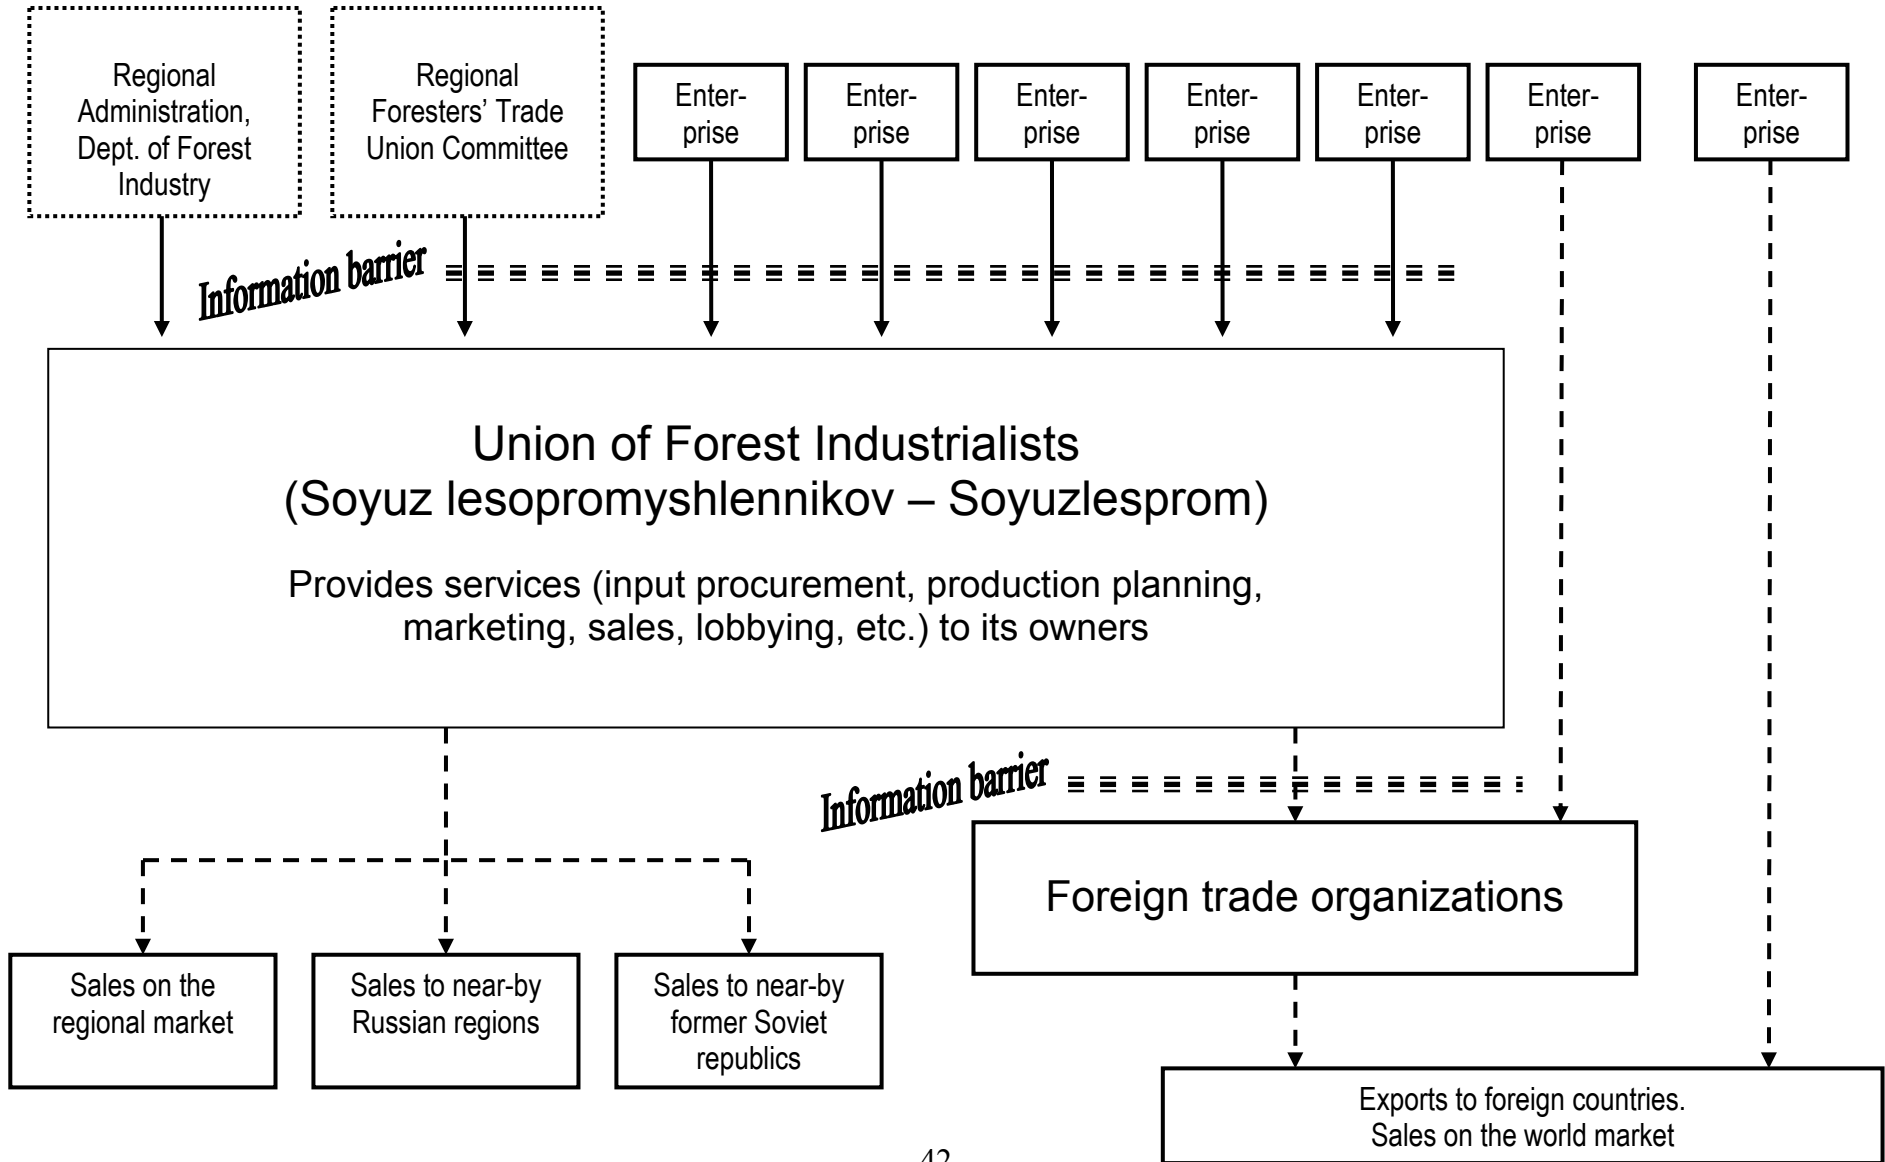 Regional
Administration,
Dept. of Forest
Industry
Regional
Foresters’ Trade
Union Committee
Enter-
prise
Enter-
prise
Enter-
prise
Enter-
prise
Enter-
prise
Enter-
prise
Enter-
prise
Information barrier
Union of Forest Industrialists
(Soyuz lesopromyshlennikov – Soyuzlesprom)
Provides services (input procurement, production planning,
marketing, sales, lobbying, etc.) to its owners
Information barrier
Foreign trade organizations
Sales on the
regional market
Sales to near-by
Russian regions
Sales to near-by
former Soviet
republics
Exports to foreign countries.
Sales on the world market
42